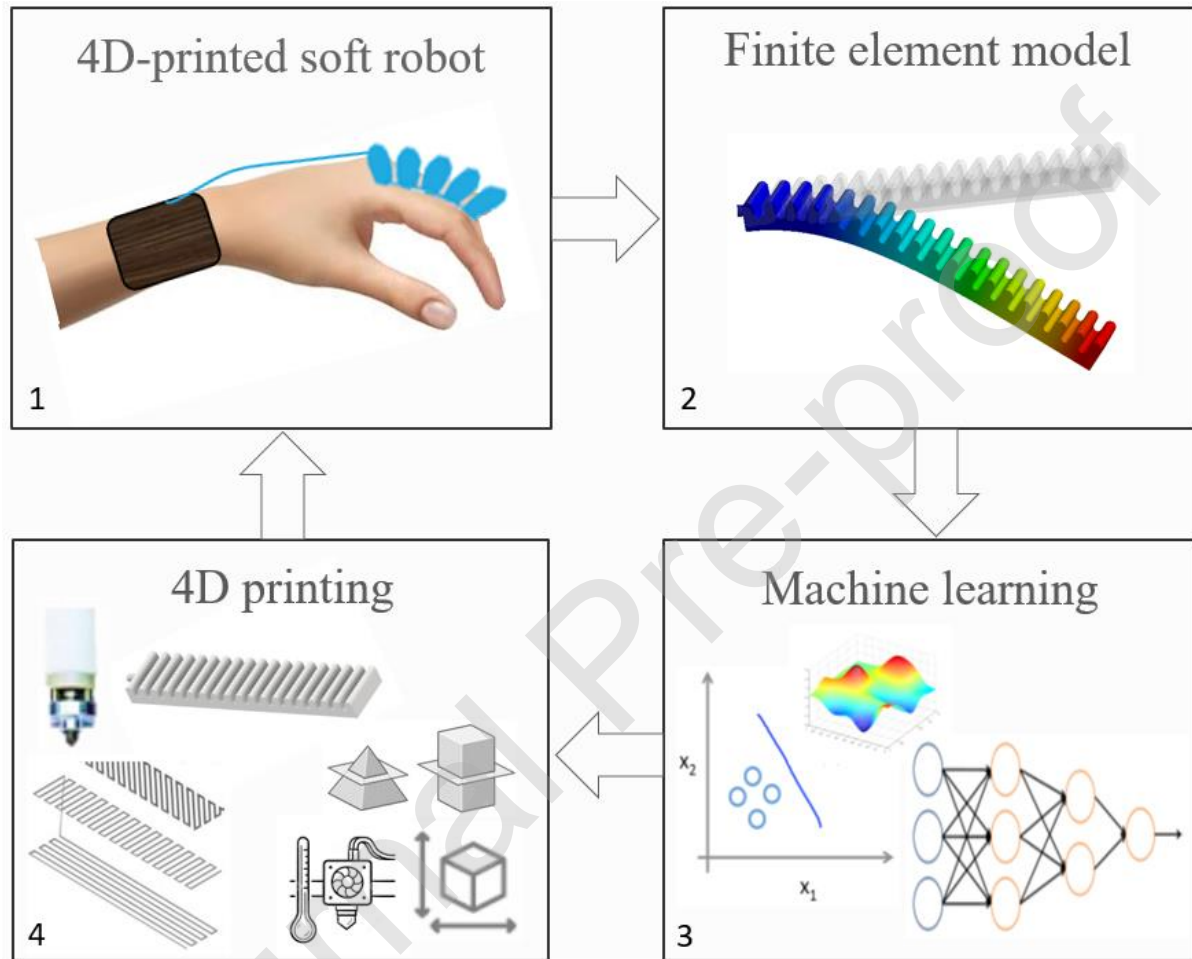 4D-printed soft robot
1
Finite element model
2
4D printing
4
Machine learning
X2
X1
3
nal Pre-proof